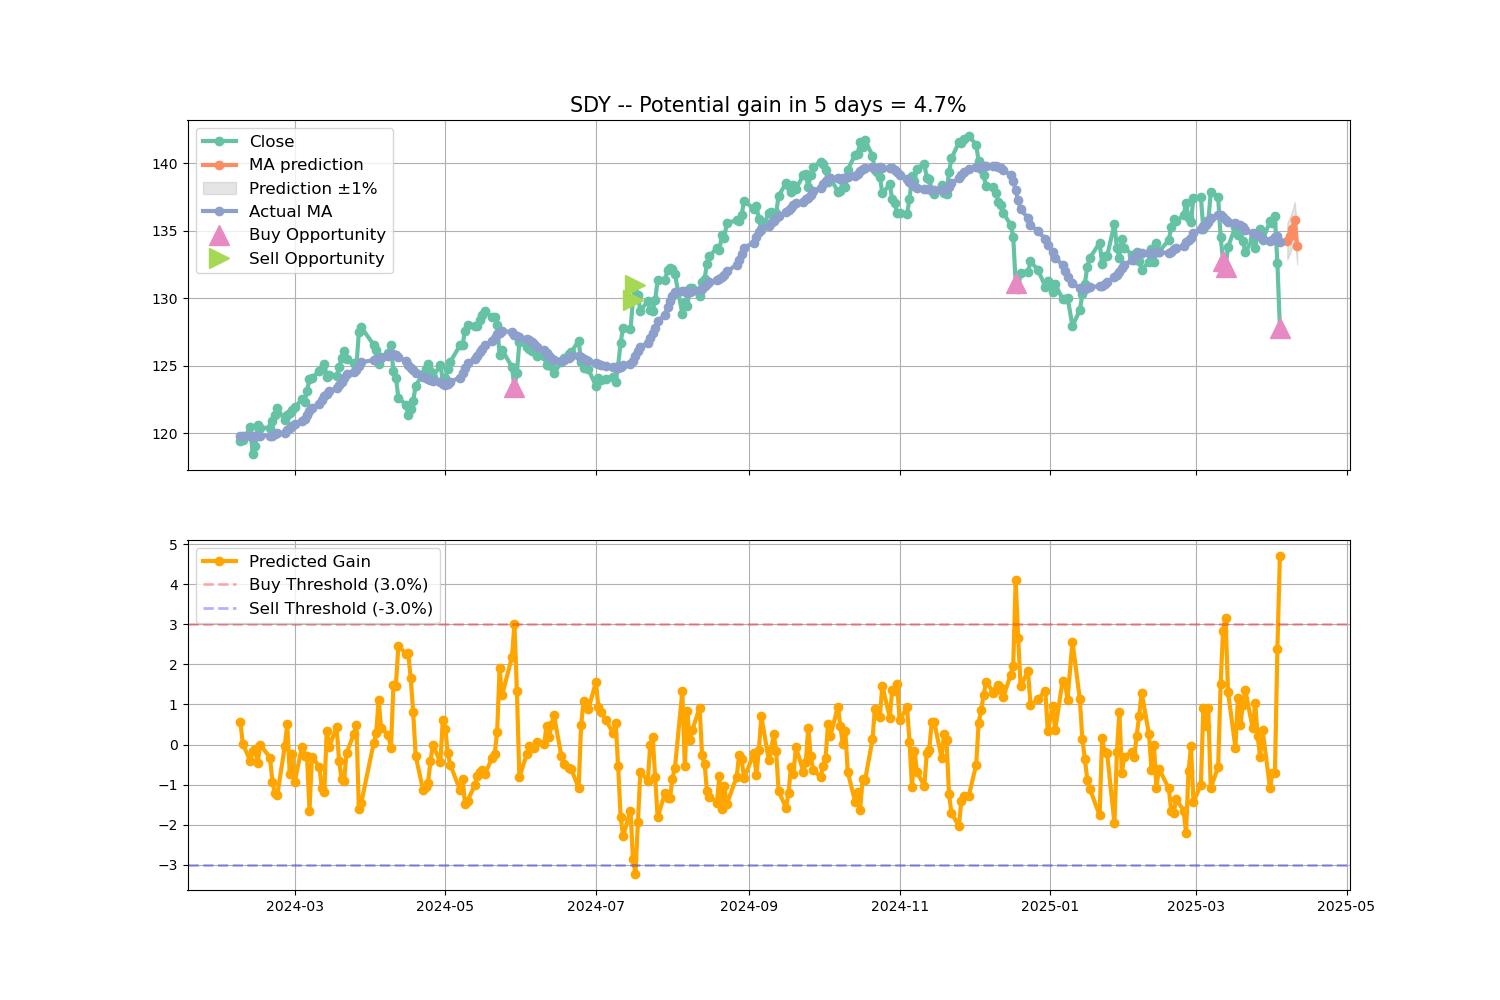 SDY -- Potential gain in 5 days = 4.7%
Close
MA prediction
Prediction ±1%
Actual MA
Buy Opportunity
Sell Opportunity
140
135
130
125
120
Predicted Gain
Buy Threshold (3.0%)
Sell Threshold (-3.0%)
5
4
3
2
1
0
−1
−2
−3
2024-03
2024-05
2024-07
2024-09
2024-11
2025-01
2025-03
2025-05